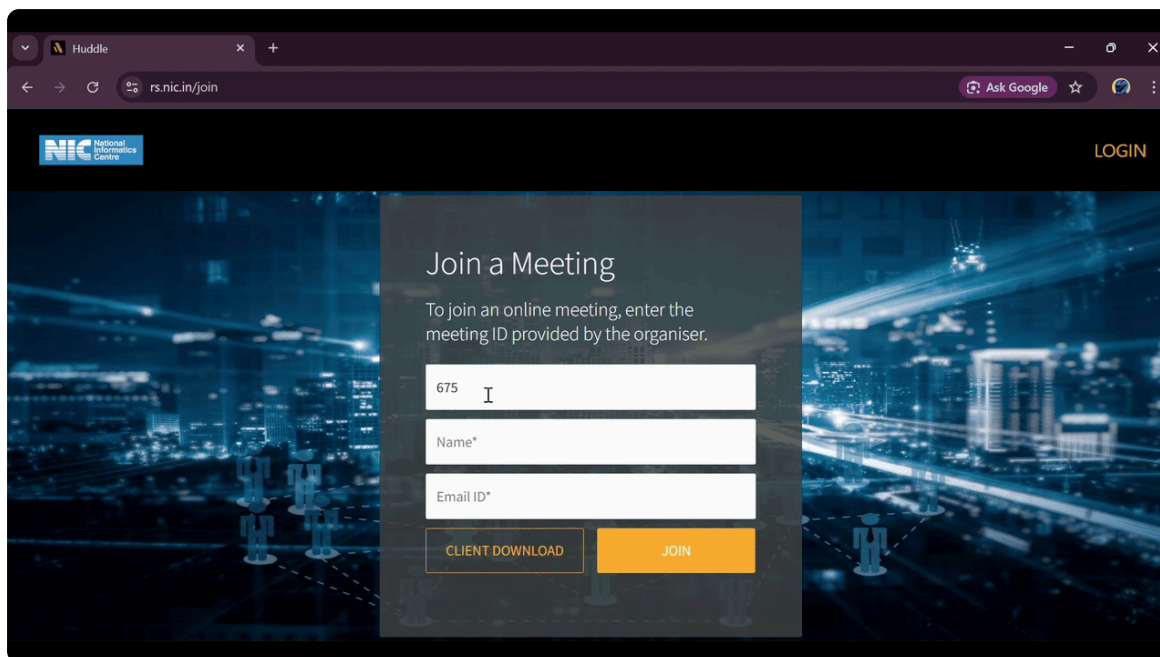 Huddle
rs.nic.in/join
Ask Google
NIC National Informatics Centre
LOGIN
Join a Meeting
To join an online meeting, enter the
meeting ID provided by the organiser.
675
Name*
Email ID*
CLIENT DOWNLOAD
JOIN